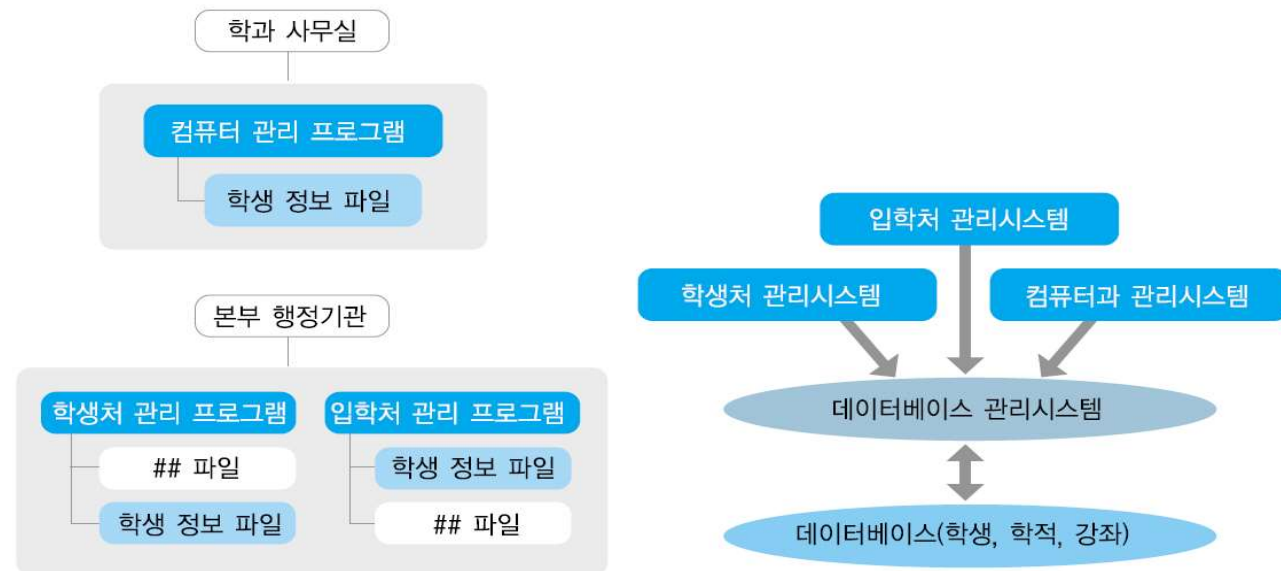 학과 사무실
컴퓨터 관리 프로그램
학생 정보 파일
본부 행정기관
학생처 관리 프로그램
## 파일
학생 정보 파일
입학처 관리 프로그램
학생 정보 파일
## 파일
입학처 관리시스템
학생처 관리시스템
컴퓨터과 관리시스템
데이터베이스 관리시스템
데이터베이스(학생, 학적, 강좌)